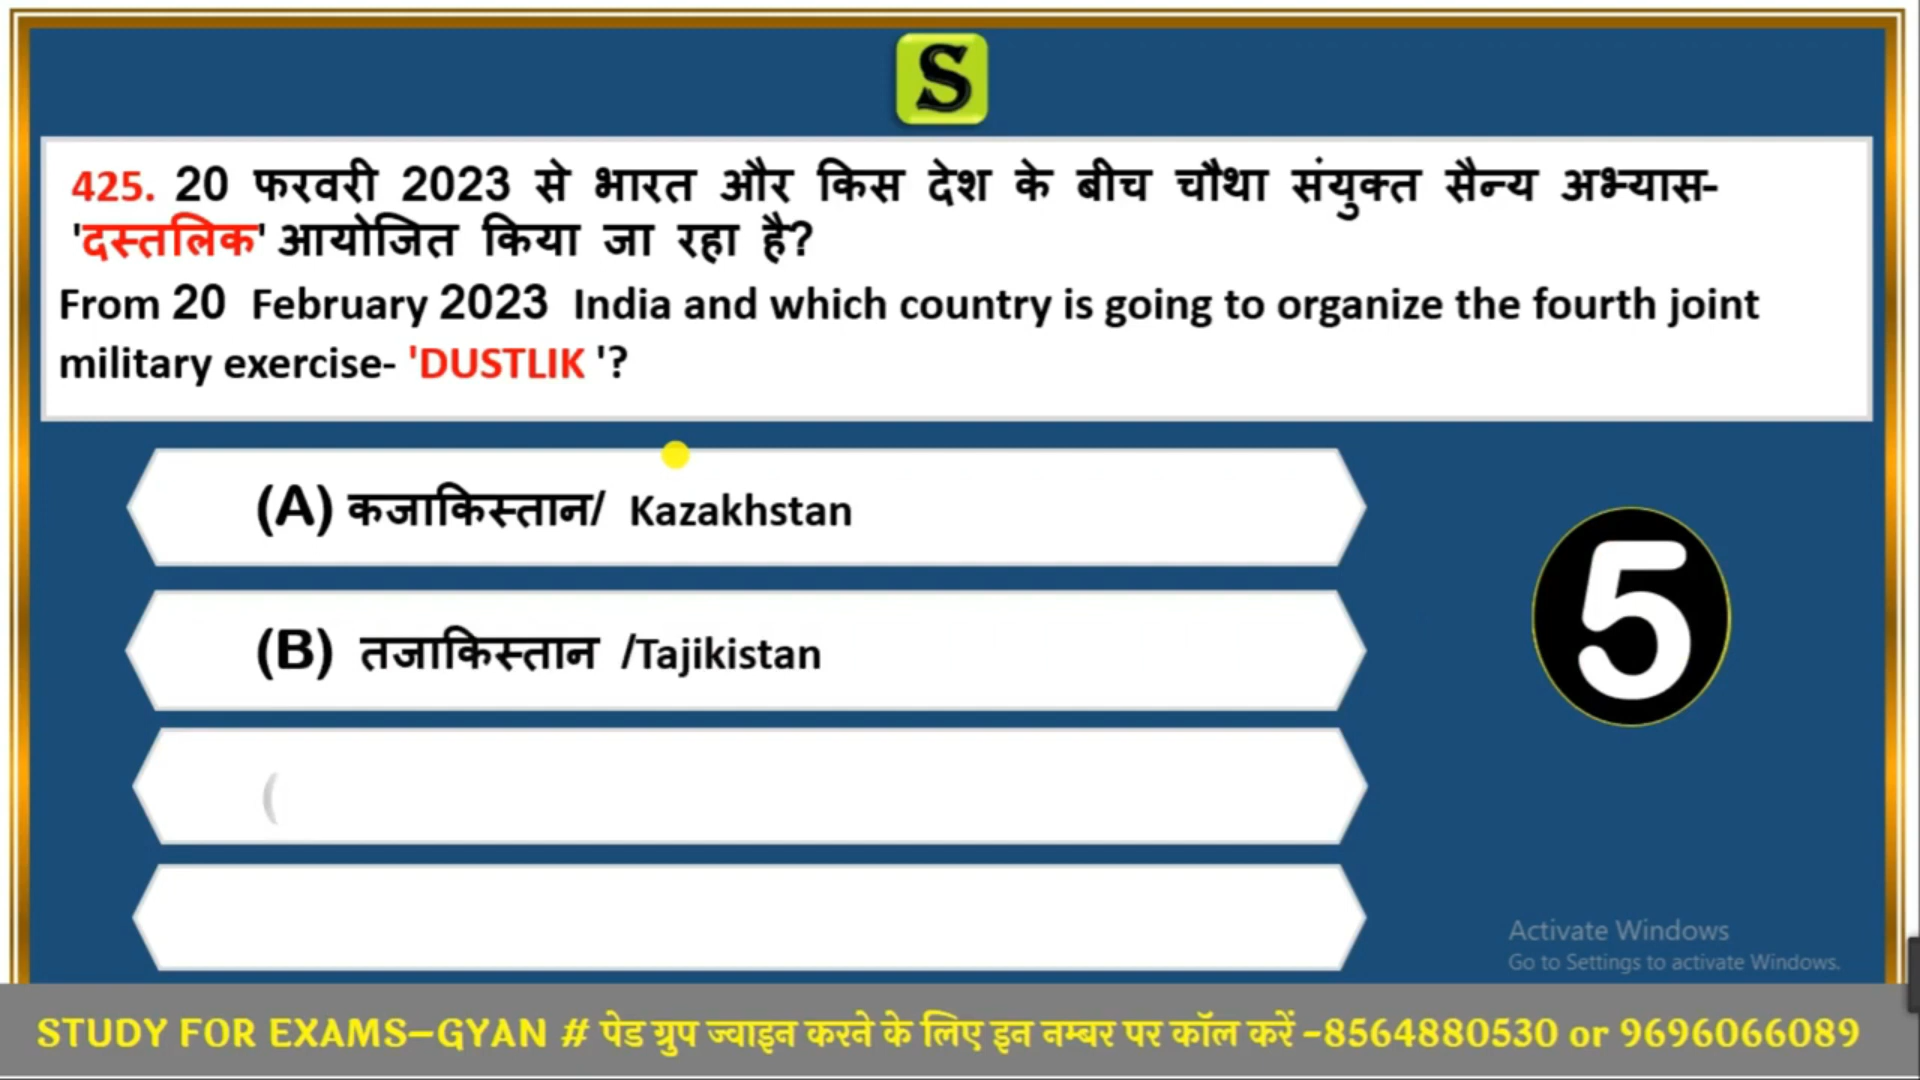 S
425. 20 फरवरी 2023 से भारत और किस देश के बीच चौथा संयुक्त सैन्य अभ्यास-
'दस्तलिक' आयोजित किया जा रहा है?
From 20 February 2023 India and which country is going to organize the fourth joint
military exercise- 'DUSTLIK '?
(A) कजाकिस्तान/ Kazakhstan
(B) तजाकिस्तान /Tajikistan
5
(
Activate Windows
Go to Settings to activate Windows.
STUDY FOR EXAMS-GYAN # पेड ग्रुप ज्वाइन करने के लिए इन नम्बर पर कॉल करें -8564880530 or 9696066089